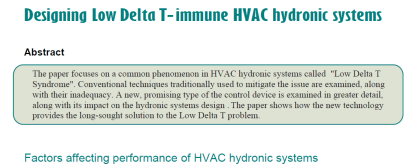 Designing Low Delta T-immune HVAC hydronic systems
Abstract
The paper focuses on a common phenomenon in HVAC hydronic systems called "Low Delta T
Syndrome". Conventional techniques traditionally used to mitigate the issue are examined, along
with their inadequacy. A new, promising type of the control device is examined in greater detail,
along with its impact on the hydronic systems design . The paper shows how the new technology
provides the long-sought solution to the Low Delta T problem.
Factors affecting performance of HVAC hydronic systems